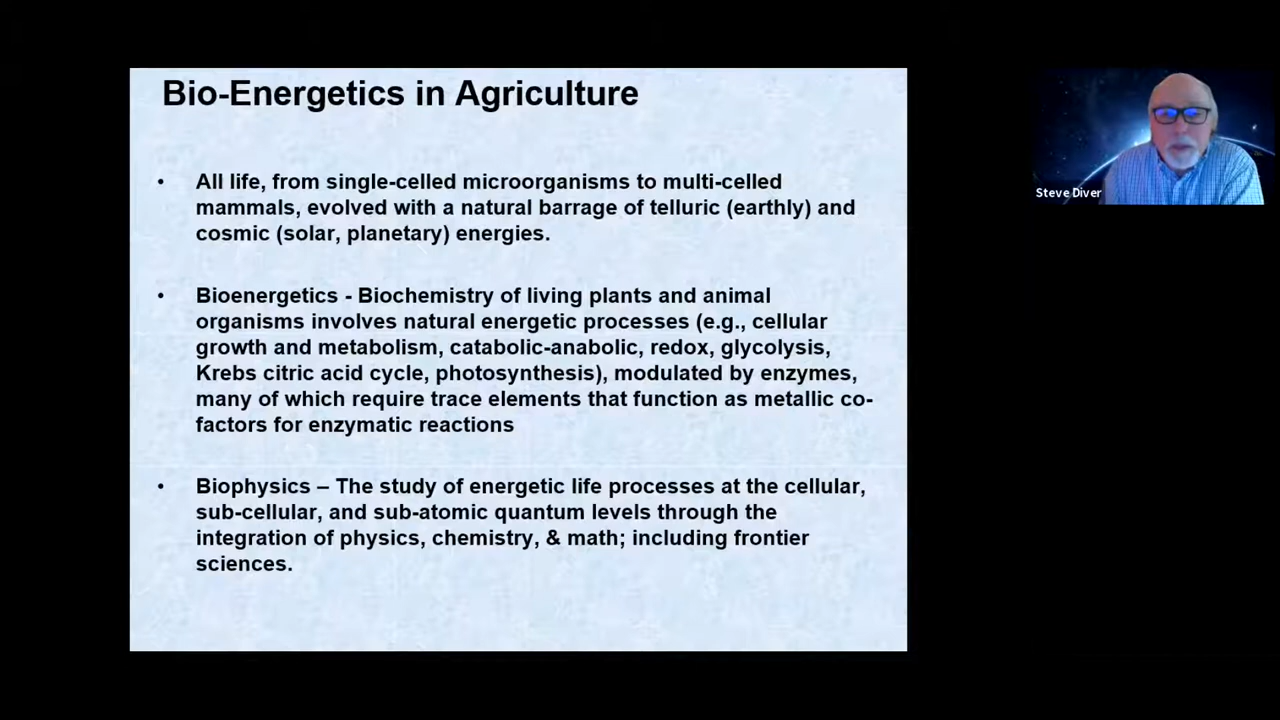 Bio-Energetics in Agriculture
• All life, from single-celled microorganisms to multi-celled
mammals, evolved with a natural barrage of telluric (earthly) and
cosmic (solar, planetary) energies.
• Bioenergetics - Biochemistry of living plants and animal
organisms involves natural energetic processes (e.g., cellular
growth and metabolism, catabolic-anabolic, redox, glycolysis,
Krebs citric acid cycle, photosynthesis), modulated by enzymes,
many of which require trace elements that function as metallic co-
factors for enzymatic reactions
• Biophysics – The study of energetic life processes at the cellular,
sub-cellular, and sub-atomic quantum levels through the
integration of physics, chemistry, & math; including frontier
sciences.
Steve Diver